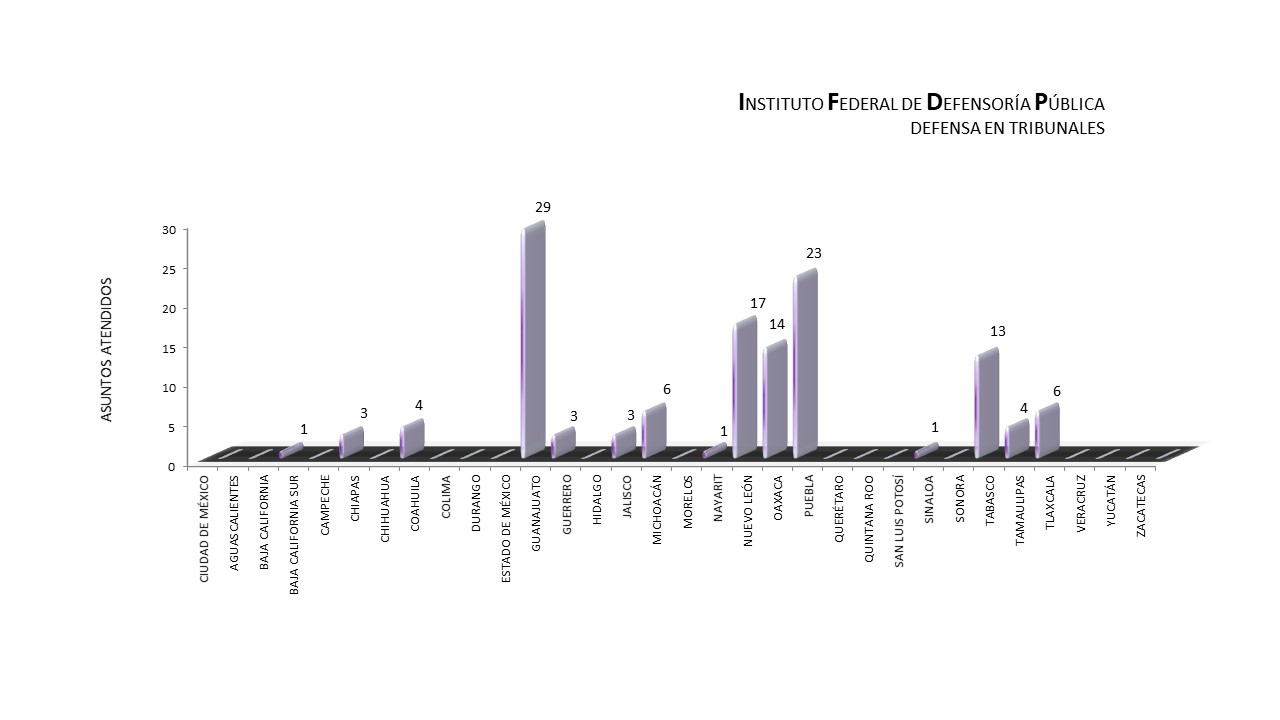 INSTITUTO FEDERAL DE DEFENSORÍA PÚBLICA
DEFENSA EN TRIBUNALES
ASUNTOS ATENDIDOS
30
25
20
15
10
5
0
1
3
4
29
3
3
6
1
17
14
23
1
13
4
6
CIUDAD DE MÉXICO
AGUASCALIENTES
BAJA CALIFORNIA
BAJA CALIFORNIA SUR
CAMPECHE
CHIAPAS
CHIHUAHUA
COAHUILA
COLIMA
DURANGO
ESTADO DE MÉXICO
GUANAJUATO
GUERRERO
HIDALGO
JALISCO
MICHOACÁN
MORELOS
NAYARIT
NUEVO LEÓN
OAXACA
PUEBLA
QUERÉTARO
QUINTANA ROO
SAN LUIS POTOSÍ
SINALOA
SONORA
TABASCO
TAMAULIPAS
TLAXCALA
VERACRUZ
YUCATÁN
ZACATECAS